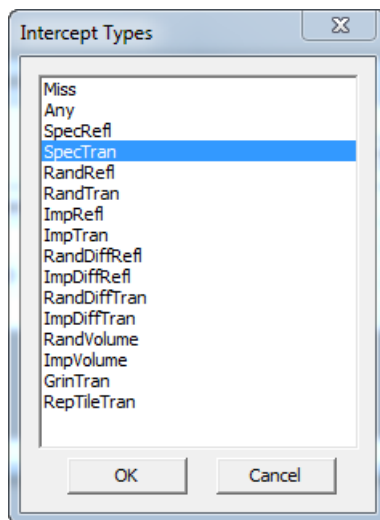 Intercept Types
Miss
Any
SpecRefl
SpecTran
RandRefl
RandTran
ImpRefl
ImpTran
RandDiffRefl
ImpDiffRefl
RandDiffTran
ImpDiffTran
RandVolume
ImpVolume
GrinTran
RepTileTran
OK Cancel